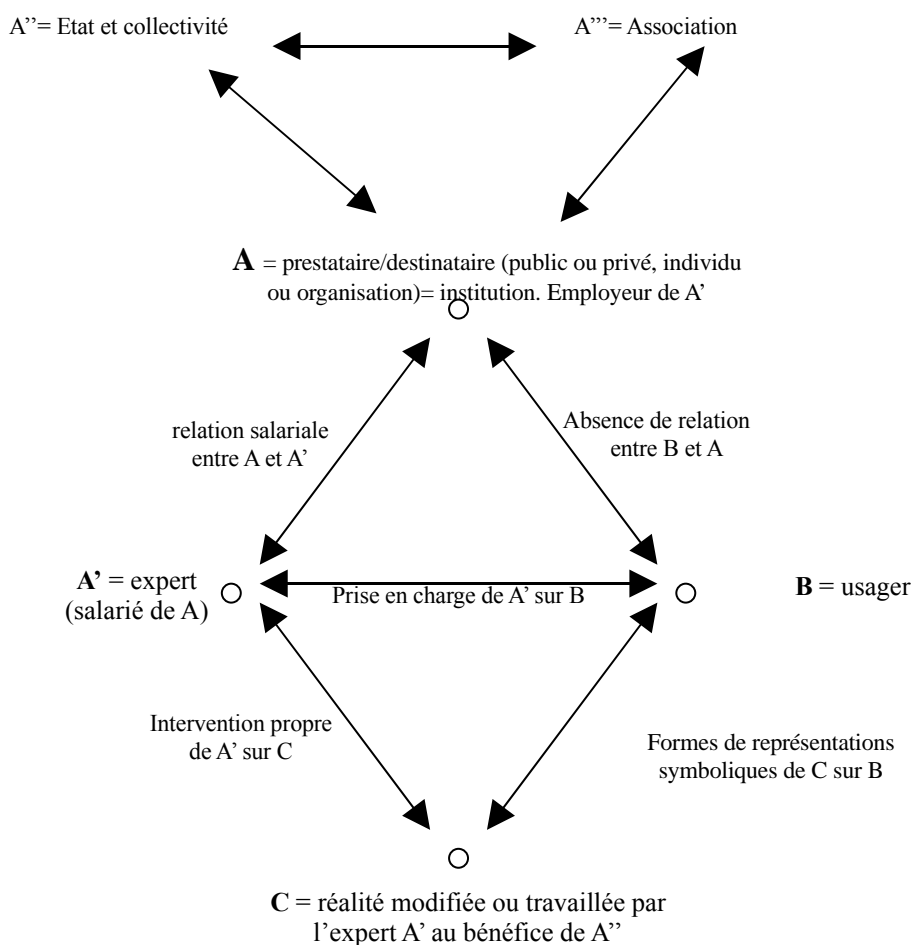 A’’= Etat et collectivité
A’’’= Association
A = prestataire/destinataire (public ou privé, individu
ou organisation)= institution. Employeur de A’
relation salariale
entre A et A’
Absence de relation
entre B et A
A’ = expert
(salarié de A)
Prise en charge de A’ sur B
B = usager
Intervention propre
de A’ sur C
Formes de représentations
symboliques de C sur B
C = réalité modifiée ou travaillée par
l’expert A’ au bénéfice de A’’